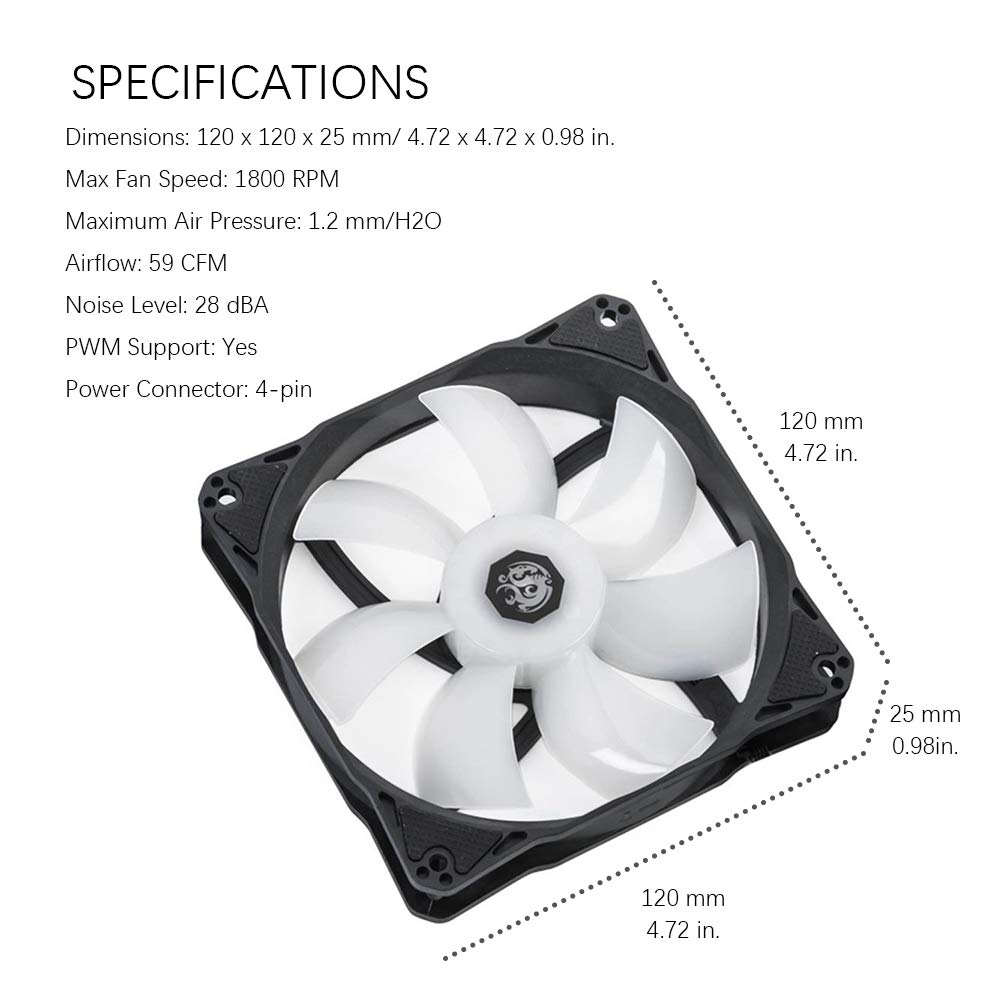 SPECIFICATIONS
Dimensions: 120 x 120 x 25 mm/ 4.72 x 4.72 x 0.98 in.
Max Fan Speed: 1800 RPM
Maximum Air Pressure: 1.2 mm/H2O
Airflow: 59 CFM
Noise Level: 28 dBA
PWM Support: Yes
Power Connector: 4-pin
120 mm
4.72 in.
25 mm
0.98in.
120 mm
4.72 in.